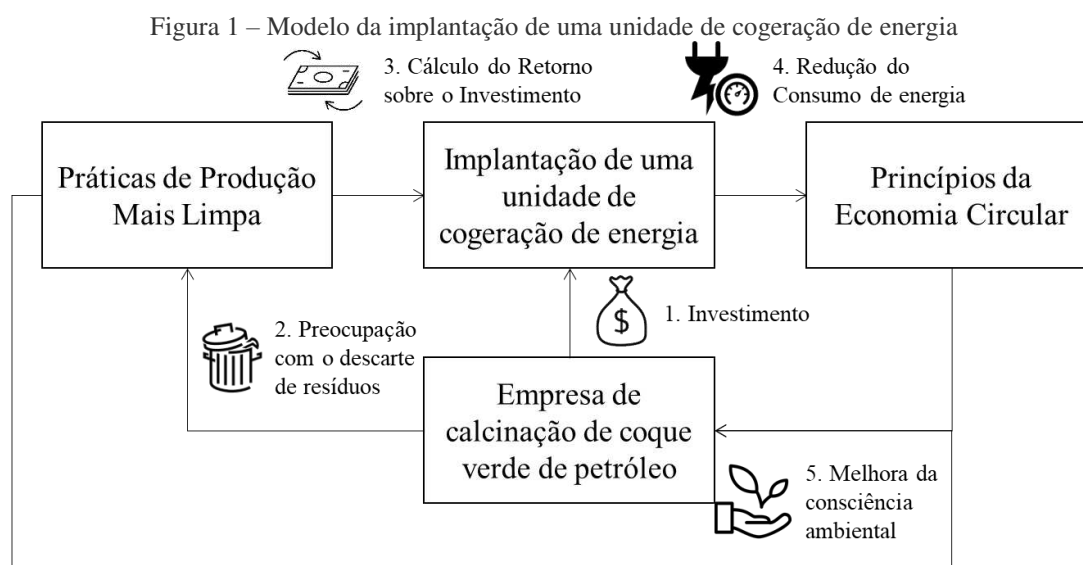 Figura 1 – Modelo da implantação de uma unidade de cogeração de energia
3. Cálculo do Retorno
sobre o Investimento
4. Redução do
Consumo de energia
Práticas de Produção
Mais Limpa
Implantação de uma
unidade de
cogeração de energia
Princípios da
Economia Circular
2. Preocupação
com o descarte
de resíduos
$
1. Investimento
Empresa de
calcinação de coque
verde de petróleo
5. Melhora da
consciência
ambiental